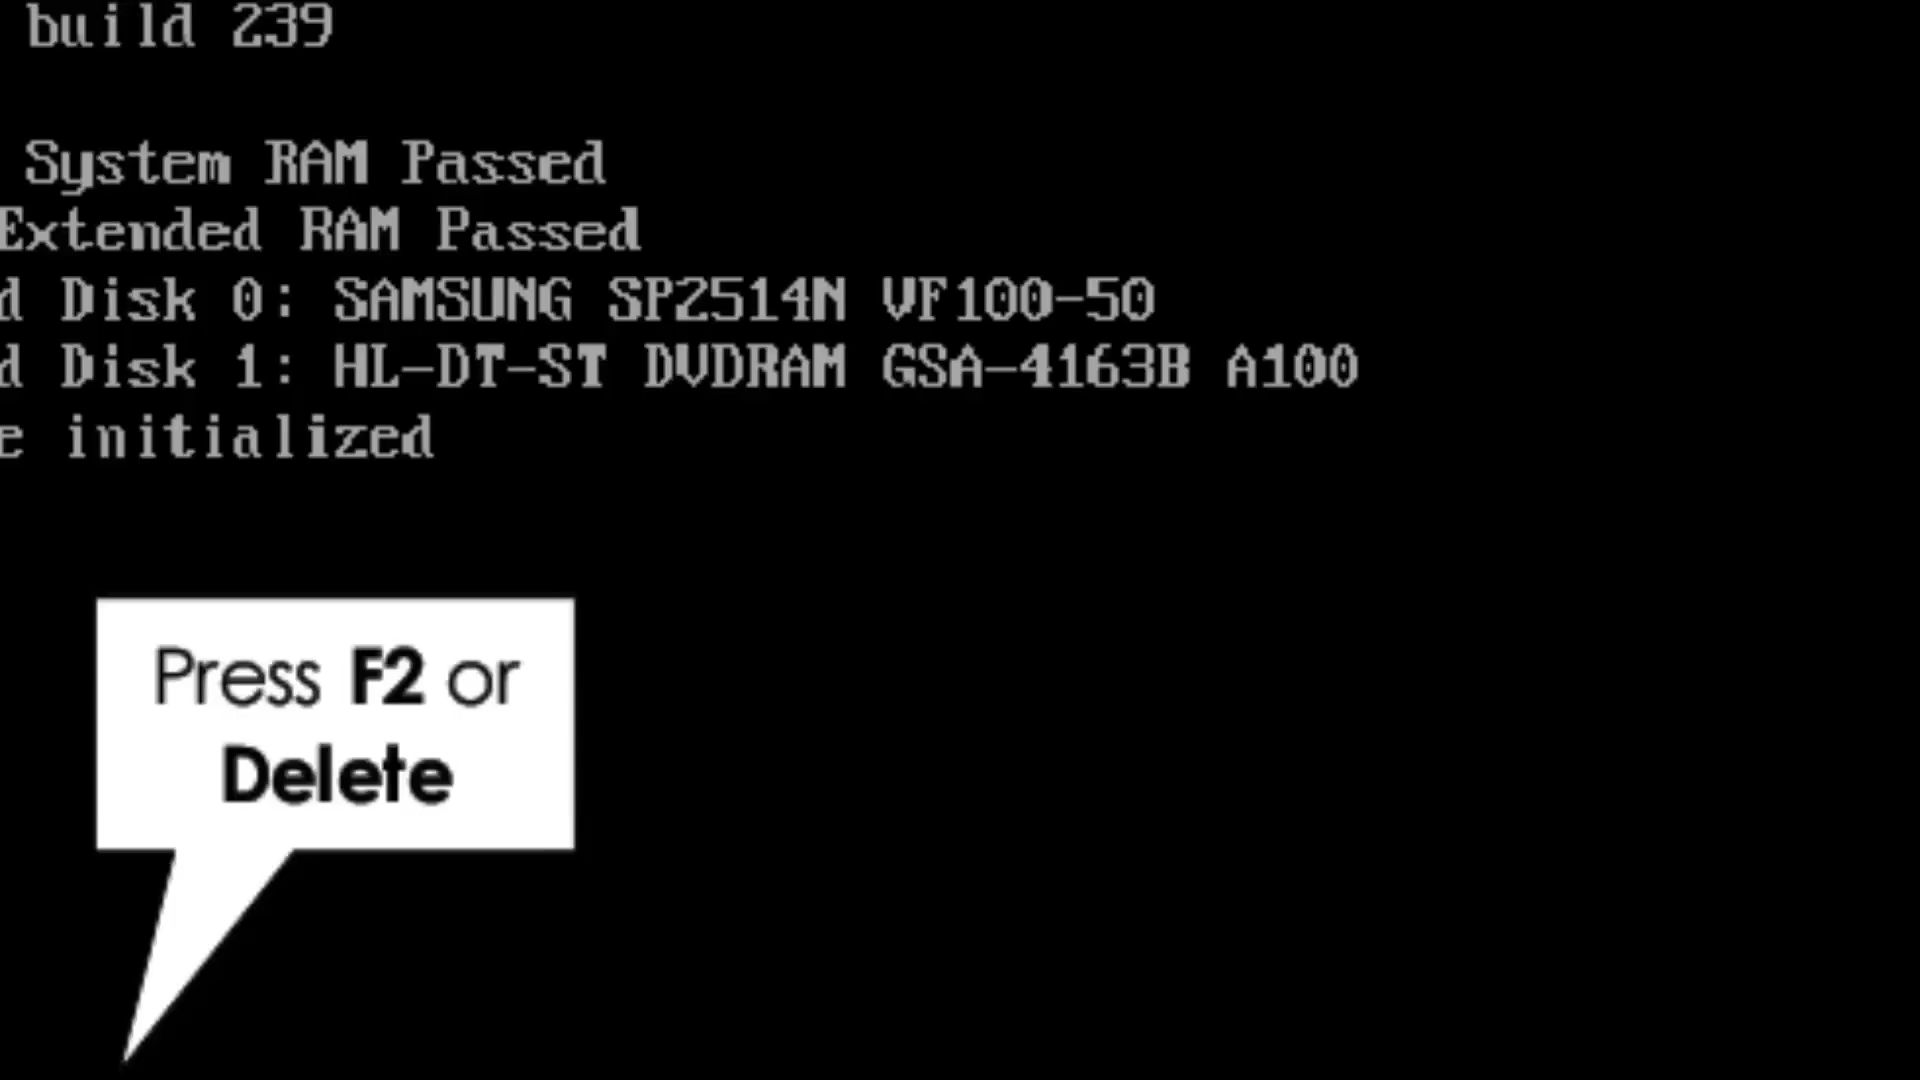 build 239
System RAM Passed
Extended RAM Passed
d Disk 0: SAMSUNG SP2514N VF100-50
d Disk 1: HL-DT-ST DVDRAM GSA-4163B A100
e initialized
Press F2 or
Delete